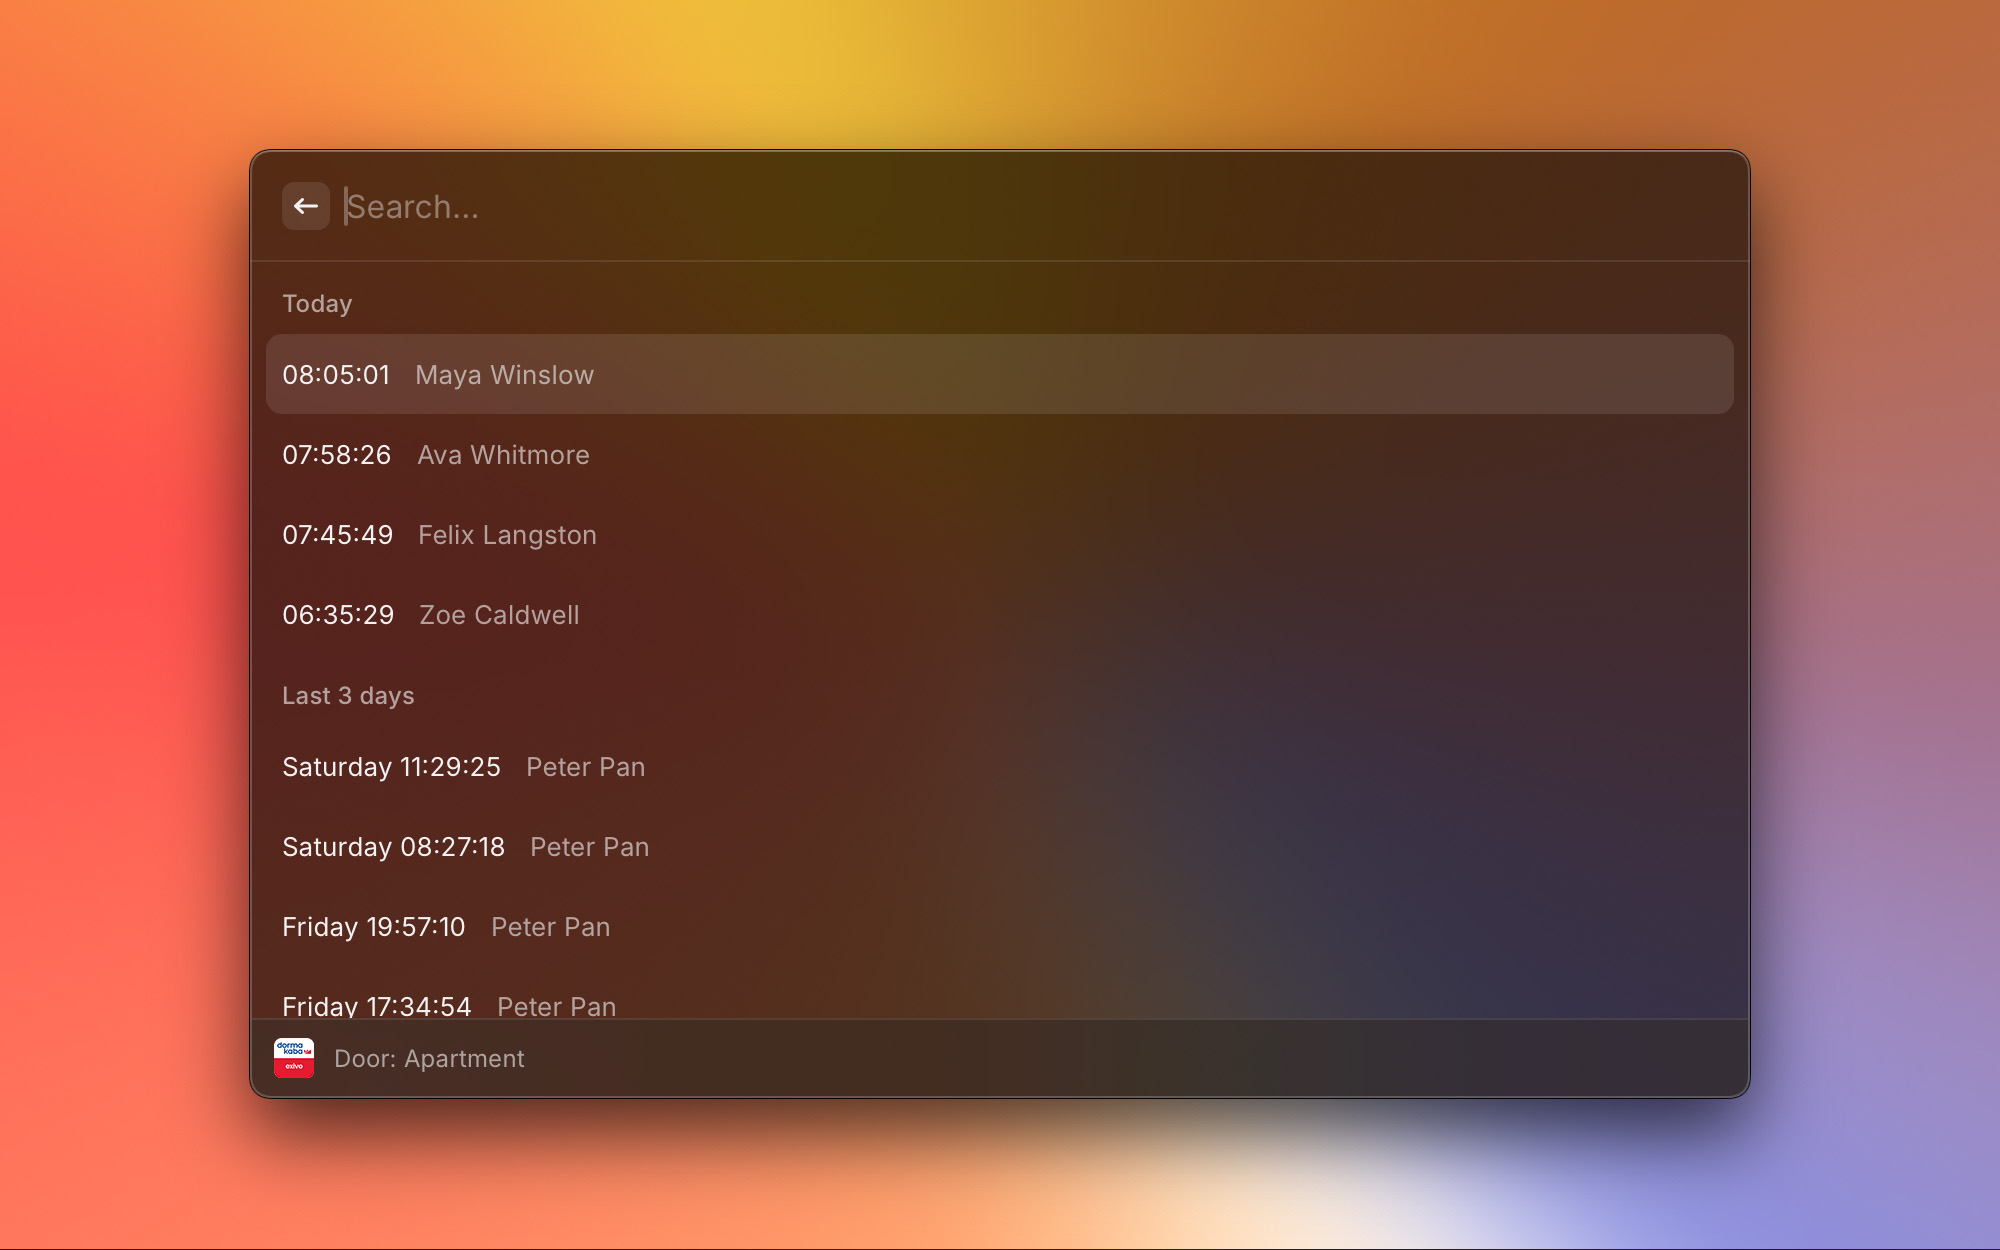 Search...
Today
08:05:01 Maya Winslow
07:58:26 Ava Whitmore
07:45:49 Felix Langston
06:35:29 Zoe Caldwell
Last 3 days
Saturday 11:29:25 Peter Pan
Saturday 08:27:18 Peter Pan
Friday 19:57:10 Peter Pan
Friday 17:34:54 Peter Pan
dorma
kaba
exivo
Door: Apartment